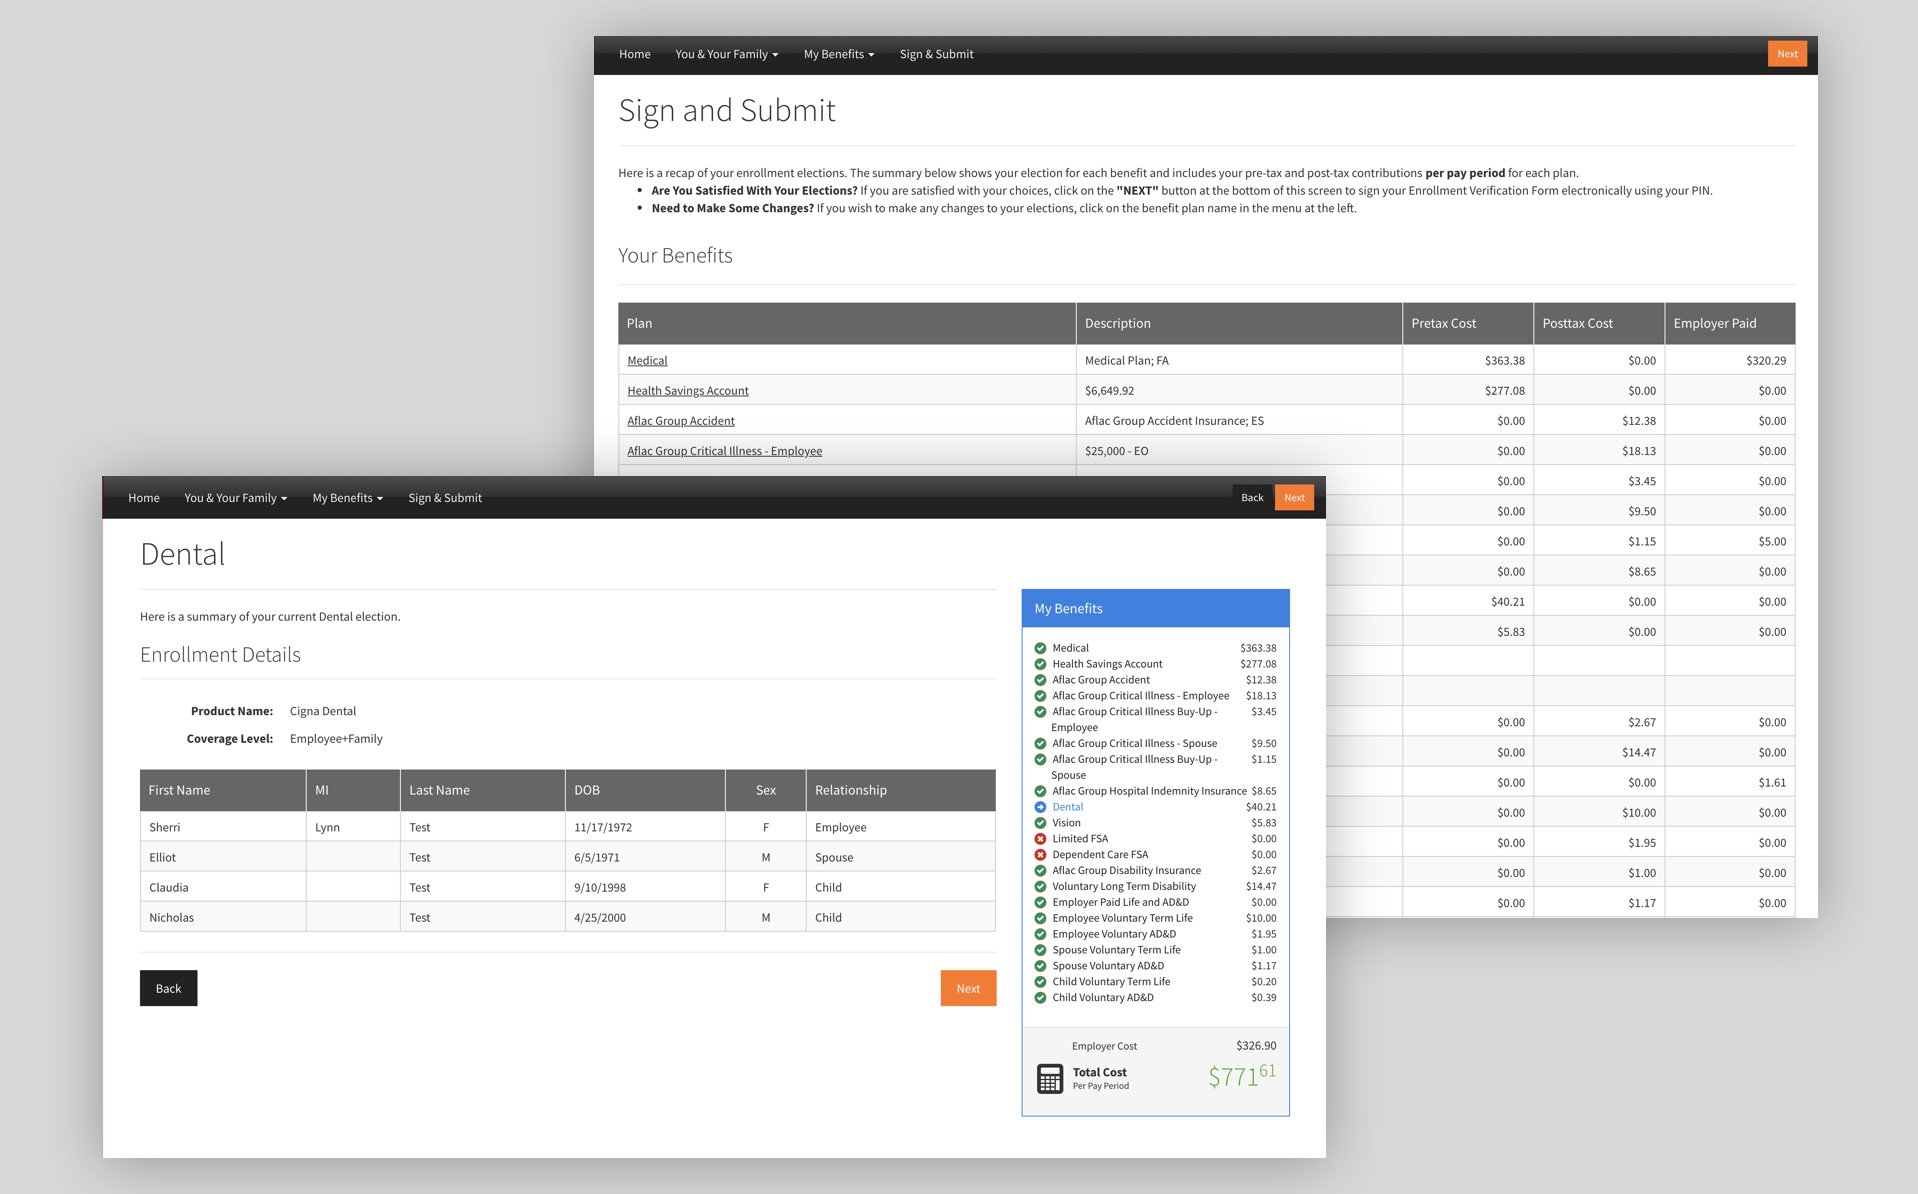 Home You & Your Family My Benefits Sign & Submit Next
Sign and Submit
Here is a recap of your enrollment elections. The summary below shows your election for each benefit and includes your pre-tax and post-tax contributions per pay period for each plan.
• Are You Satisfied With Your Elections? If you are satisfied with your choices, click on the "NEXT" button at the bottom of this screen to sign your Enrollment Verification Form electronically using your PIN.
• Need to Make Some Changes? If you wish to make any changes to your elections, click on the benefit plan name in the menu at the left.
Your Benefits
Plan Description Pretax Cost Posttax Cost Employer Paid
Medical Medical Plan; FA $363.38 $0.00 $320.29
Health Savings Account $6,649.92 $277.08 $0.00 $0.00
Aflac Group Accident Aflac Group Accident Insurance; ES $0.00 $12.38 $0.00
Aflac Group Critical Illness - Employee $25,000 - EO $0.00 $18.13 $0.00
$0.00 $3.45 $0.00
$0.00 $9.50 $0.00
$0.00 $1.15 $5.00
$0.00 $8.65 $0.00
$40.21 $0.00 $0.00
$5.83 $0.00 $0.00
$0.00 $2.67 $0.00
$0.00 $14.47 $0.00
$0.00 $0.00 $1.61
$0.00 $10.00 $0.00
$0.00 $1.95 $0.00
$0.00 $1.00 $0.00
$0.00 $1.17 $0.00
Home You & Your Family My Benefits Sign & Submit Back Next
Dental
Here is a summary of your current Dental election.
Enrollment Details
Product Name: Cigna Dental
Coverage Level: Employee+Family
First Name MI Last Name DOB Sex Relationship
Sherri Lynn Test 11/17/1972 F Employee
Elliot Test 6/5/1971 M Spouse
Claudia Test 9/10/1998 F Child
Nicholas Test 4/25/2000 M Child
Back Next
My Benefits
Medical $363.38
Health Savings Account $277.08
Aflac Group Accident $12.38
Aflac Group Critical Illness - Employee $18.13
Aflac Group Critical Illness Buy-Up - $3.45
Employee
Aflac Group Critical Illness - Spouse $9.50
Aflac Group Critical Illness Buy-Up - $1.15
Spouse
Aflac Group Hospital Indemnity Insurance $8.65
Dental $40.21
Vision $5.83
Limited FSA $0.00
Dependent Care FSA $0.00
Aflac Group Disability Insurance $2.67
Voluntary Long Term Disability $14.47
Employer Paid Life and AD&D $0.00
Employee Voluntary Term Life $10.00
Employee Voluntary AD&D $1.95
Spouse Voluntary Term Life $1.00
Spouse Voluntary AD&D $1.17
Child Voluntary Term Life $0.20
Child Voluntary AD&D $0.39
Employer Cost $326.90
Total Cost $771 61
Per Pay Period